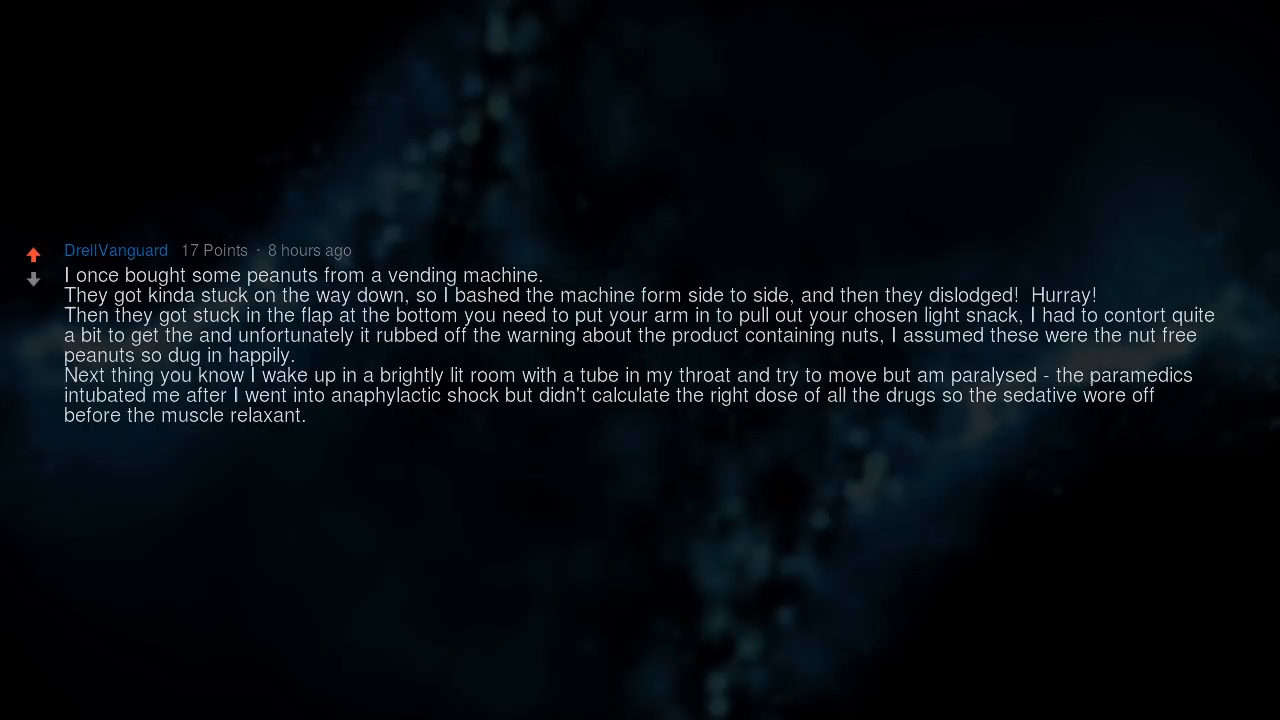 DrellVanguard 17 Points · 8 hours ago
I once bought some peanuts from a vending machine.
They got kinda stuck on the way down, so I bashed the machine form side to side, and then they dislodged!  Hurray!
Then they got stuck in the flap at the bottom you need to put your arm in to pull out your chosen light snack, I had to contort quite
a bit to get the and unfortunately it rubbed off the warning about the product containing nuts, I assumed these were the nut free
peanuts so dug in happily.
Next thing you know I wake up in a brightly lit room with a tube in my throat and try to move but am paralysed - the paramedics
intubated me after I went into anaphylactic shock but didn't calculate the right dose of all the drugs so the sedative wore off
before the muscle relaxant.